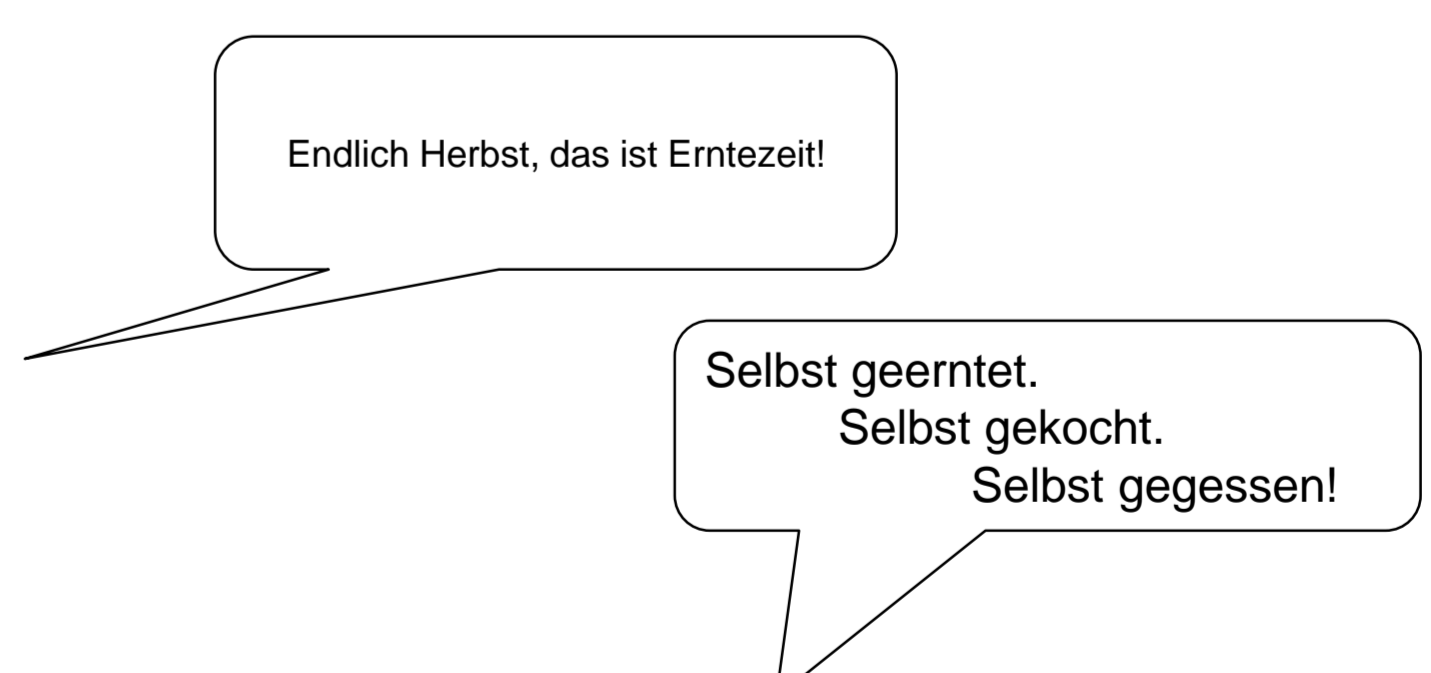 Endlich Herbst, das ist Erntezeit!
Selbst geerntet.
Selbst gekocht.
Selbst gegessen!